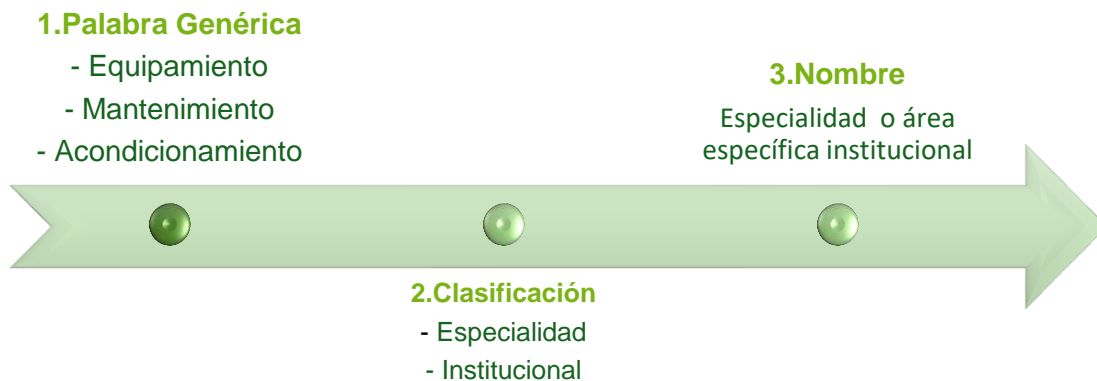 1.Palabra Genérica
- Equipamiento
- Mantenimiento
- Acondicionamiento
2.Clasificación
- Especialidad
- Institucional
3.Nombre
Especialidad o área
específica institucional